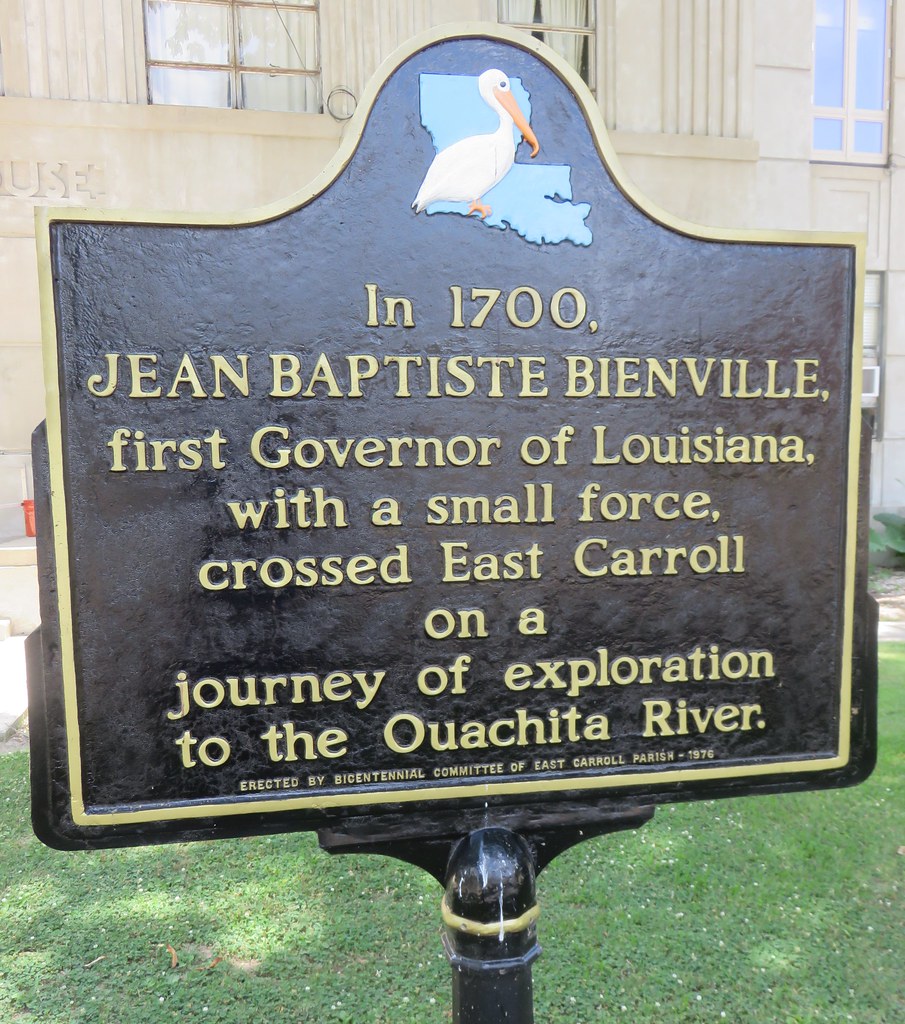 OUSE
In 1700,
JEAN BAPTISTE BIENVILLE,
first Governor of Louisiana,
with a small force,
crossed East Carroll
on a
journey of exploration
to the Ouachita River.
ERECTED BY BICENTENNIAL COMMITTEE OF EAST CARROLL PARISH - 1976